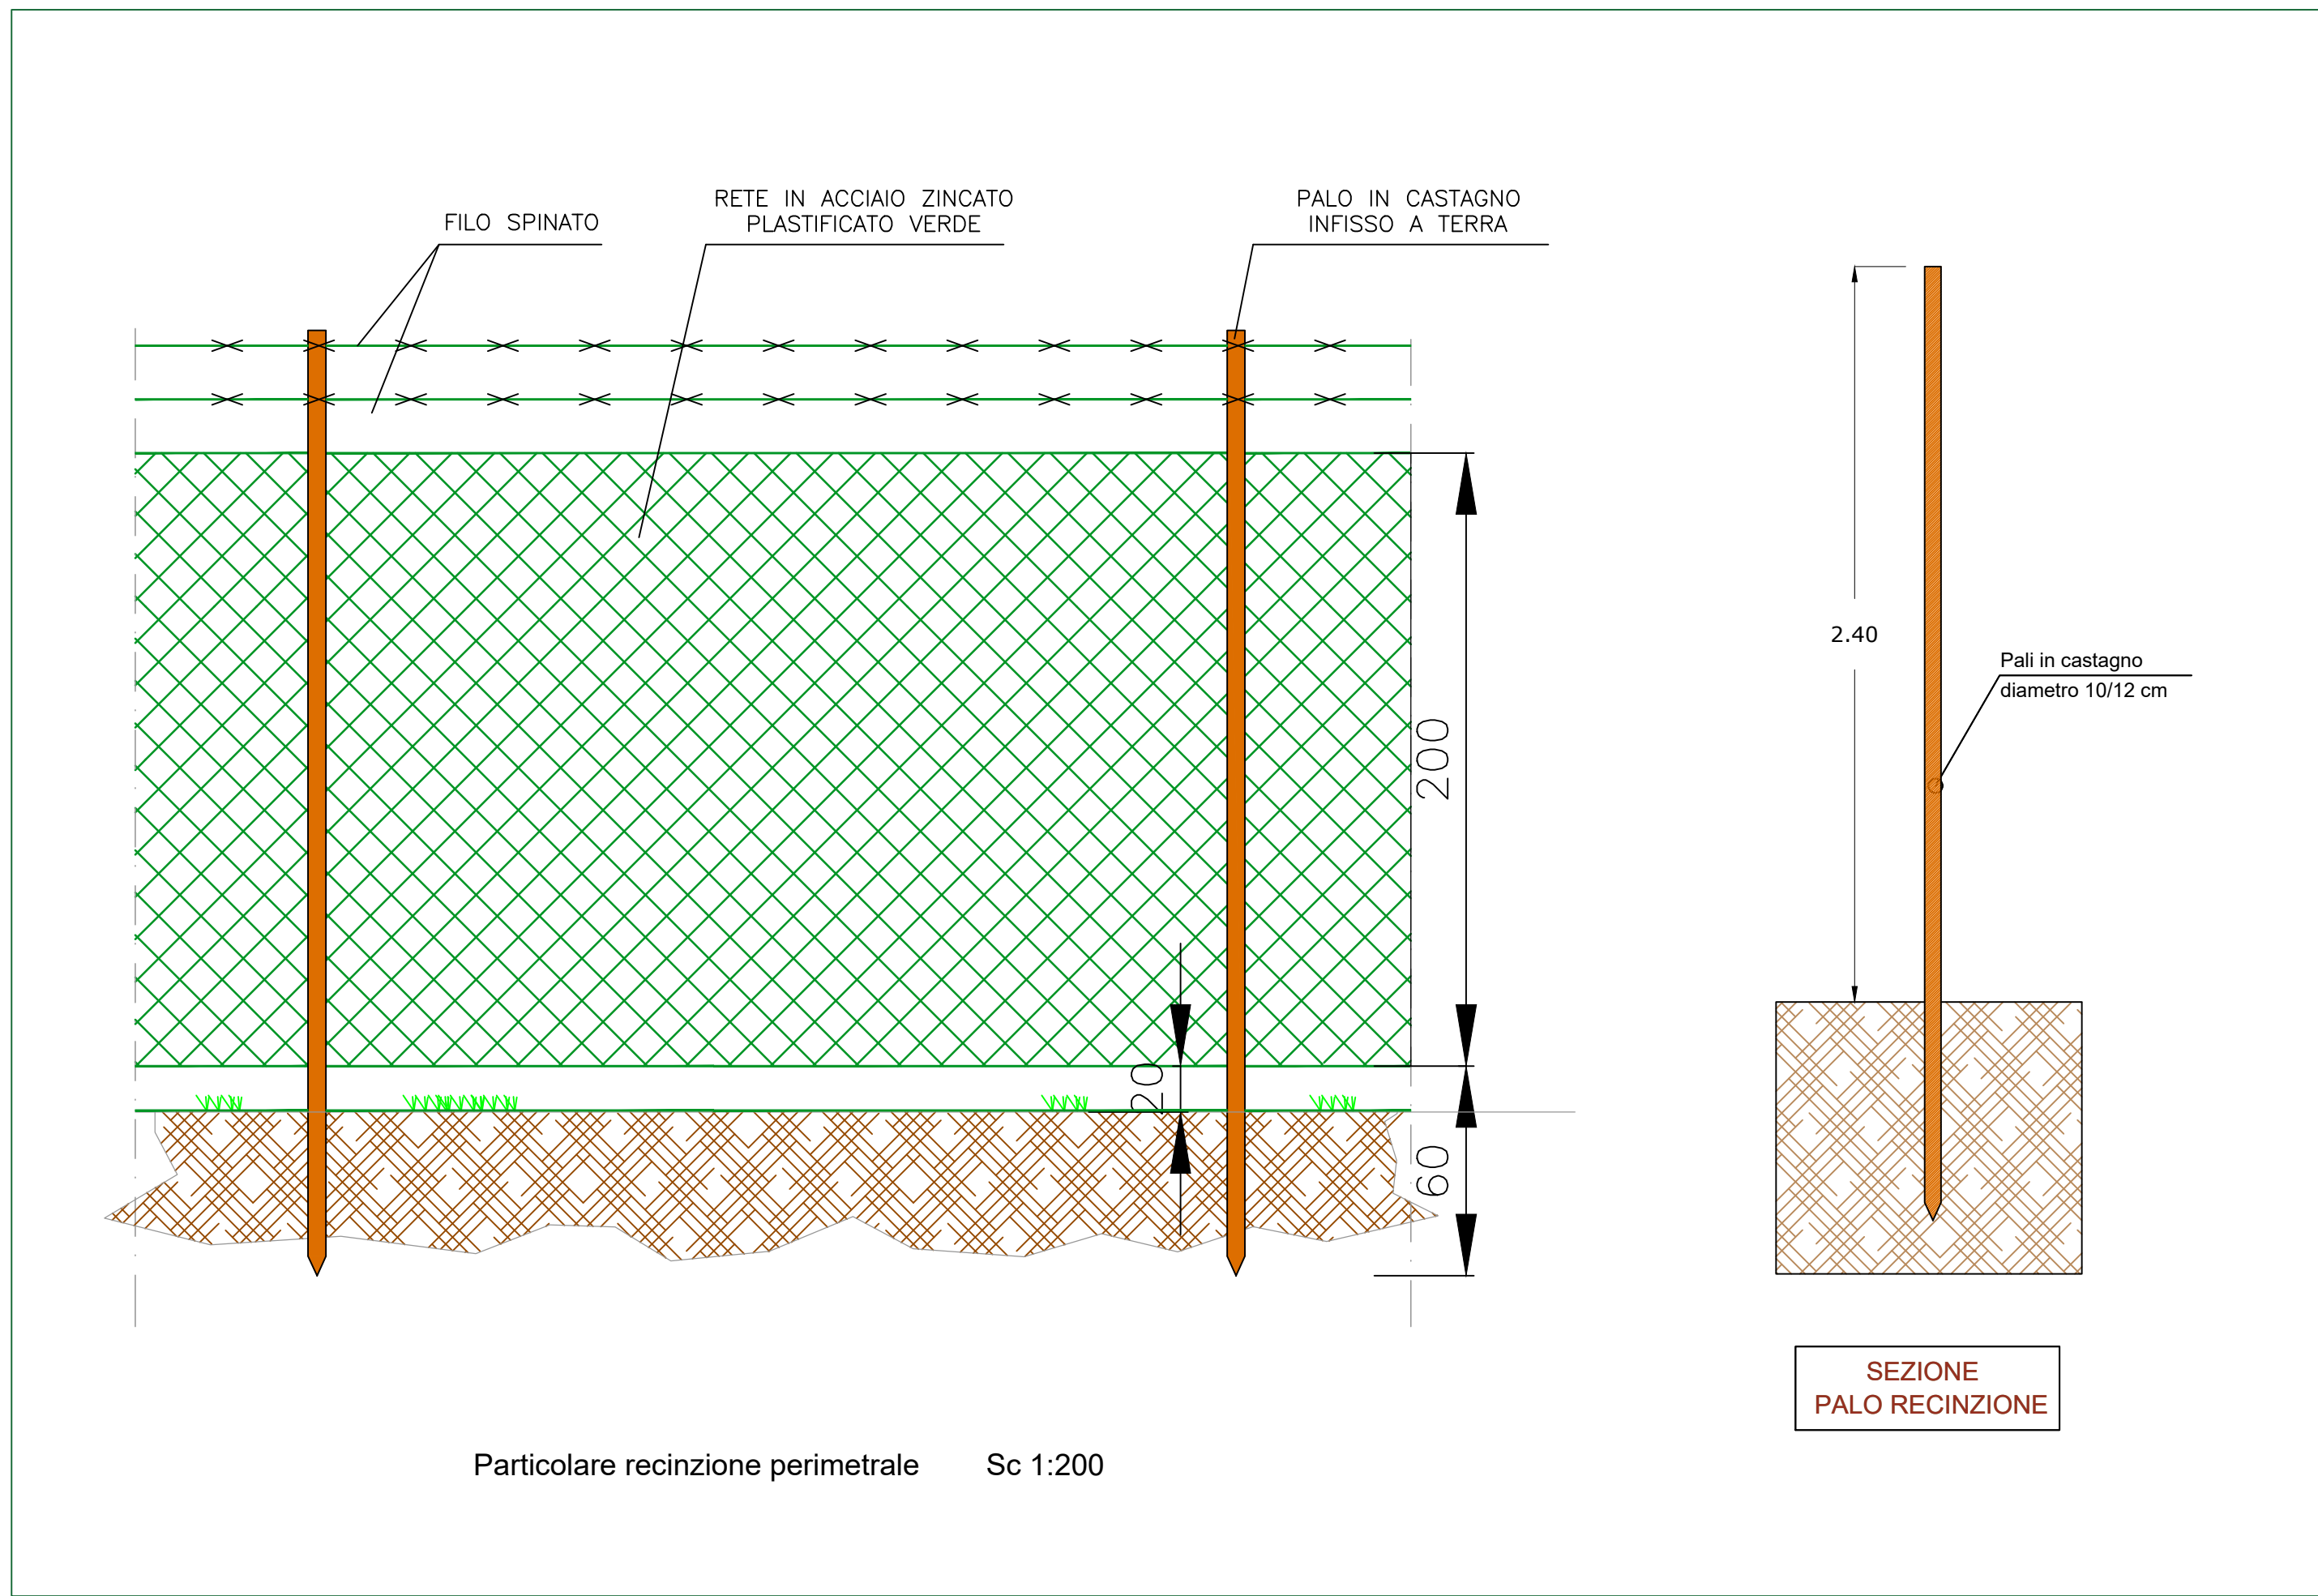 FILO SPINATO
RETE IN ACCIAIO ZINCATO
PLASTIFICATO VERDE
PALO IN CASTAGNO
INFISSO A TERRA
200
20
60
2.40
Pali in castagno
diametro 10/12 cm
SEZIONE
PALO RECINZIONE
Particolare recinzione perimetrale Sc 1:200